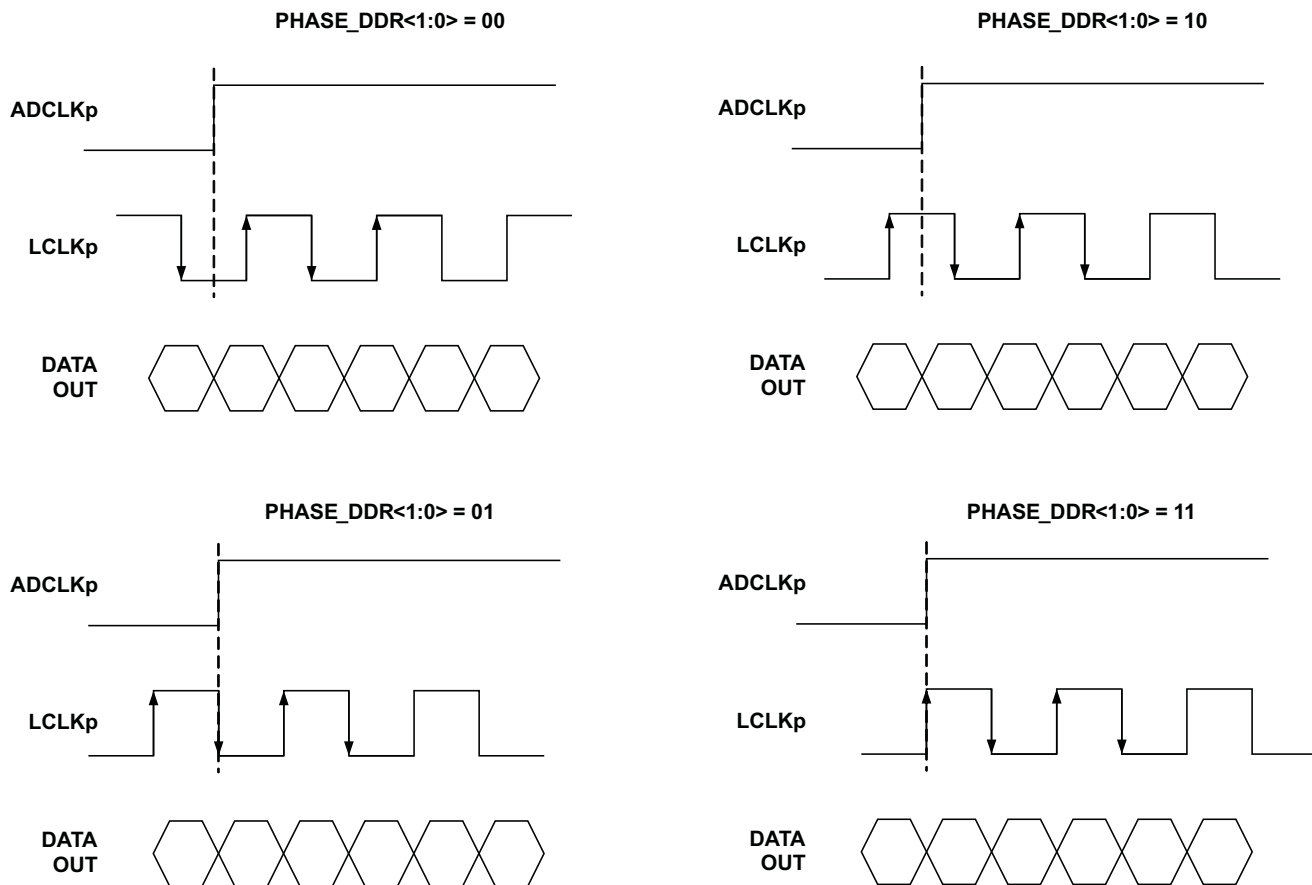 PHASE_DDR<1:0> = 00
ADCLKp
LCLKp
DATA
OUT
PHASE_DDR<1:0> = 10
ADCLKp
LCLKp
DATA
OUT
PHASE_DDR<1:0> = 01
ADCLKp
LCLKp
DATA
OUT
PHASE_DDR<1:0> = 11
ADCLKp
LCLKp
DATA
OUT